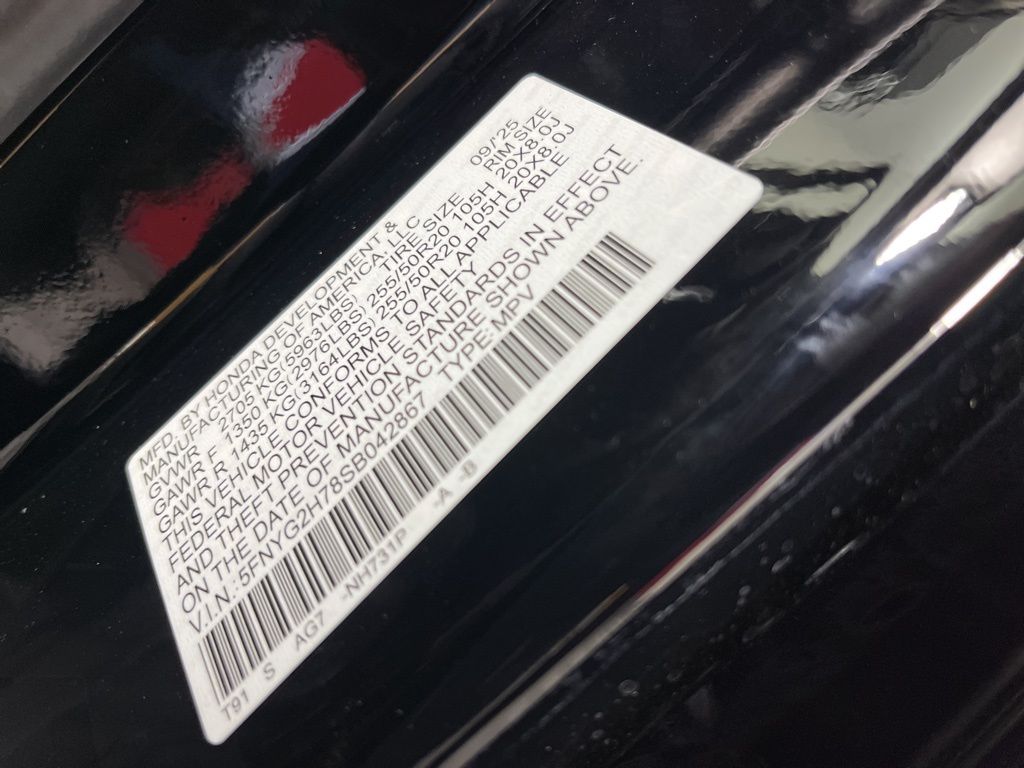 MFD. BY HONDA DEVELOPMENT &
MANUFACTURING OF AMERICA, LLC 09/'25
GVWR 2705 KG(5963LBS) TIRE SIZE RIM SIZE
GAWR F 1350 KG(2976LBS) 255/50R20 105H 20X8.0J
GAWR R 1435 KG(3164LBS) 255/50R20 105H 20X8.0J
THIS VEHICLE CONFORMS TO ALL APPLICABLE
FEDERAL MOTOR VEHICLE SAFETY
AND THEFT PREVENTION STANDARDS IN EFFECT
ON THE DATE OF MANUFACTURE SHOWN ABOVE.
V.I.N.:5FNYG2H78SB042867 TYPE:MPV
T91 S AG7 -NH731P -A -B